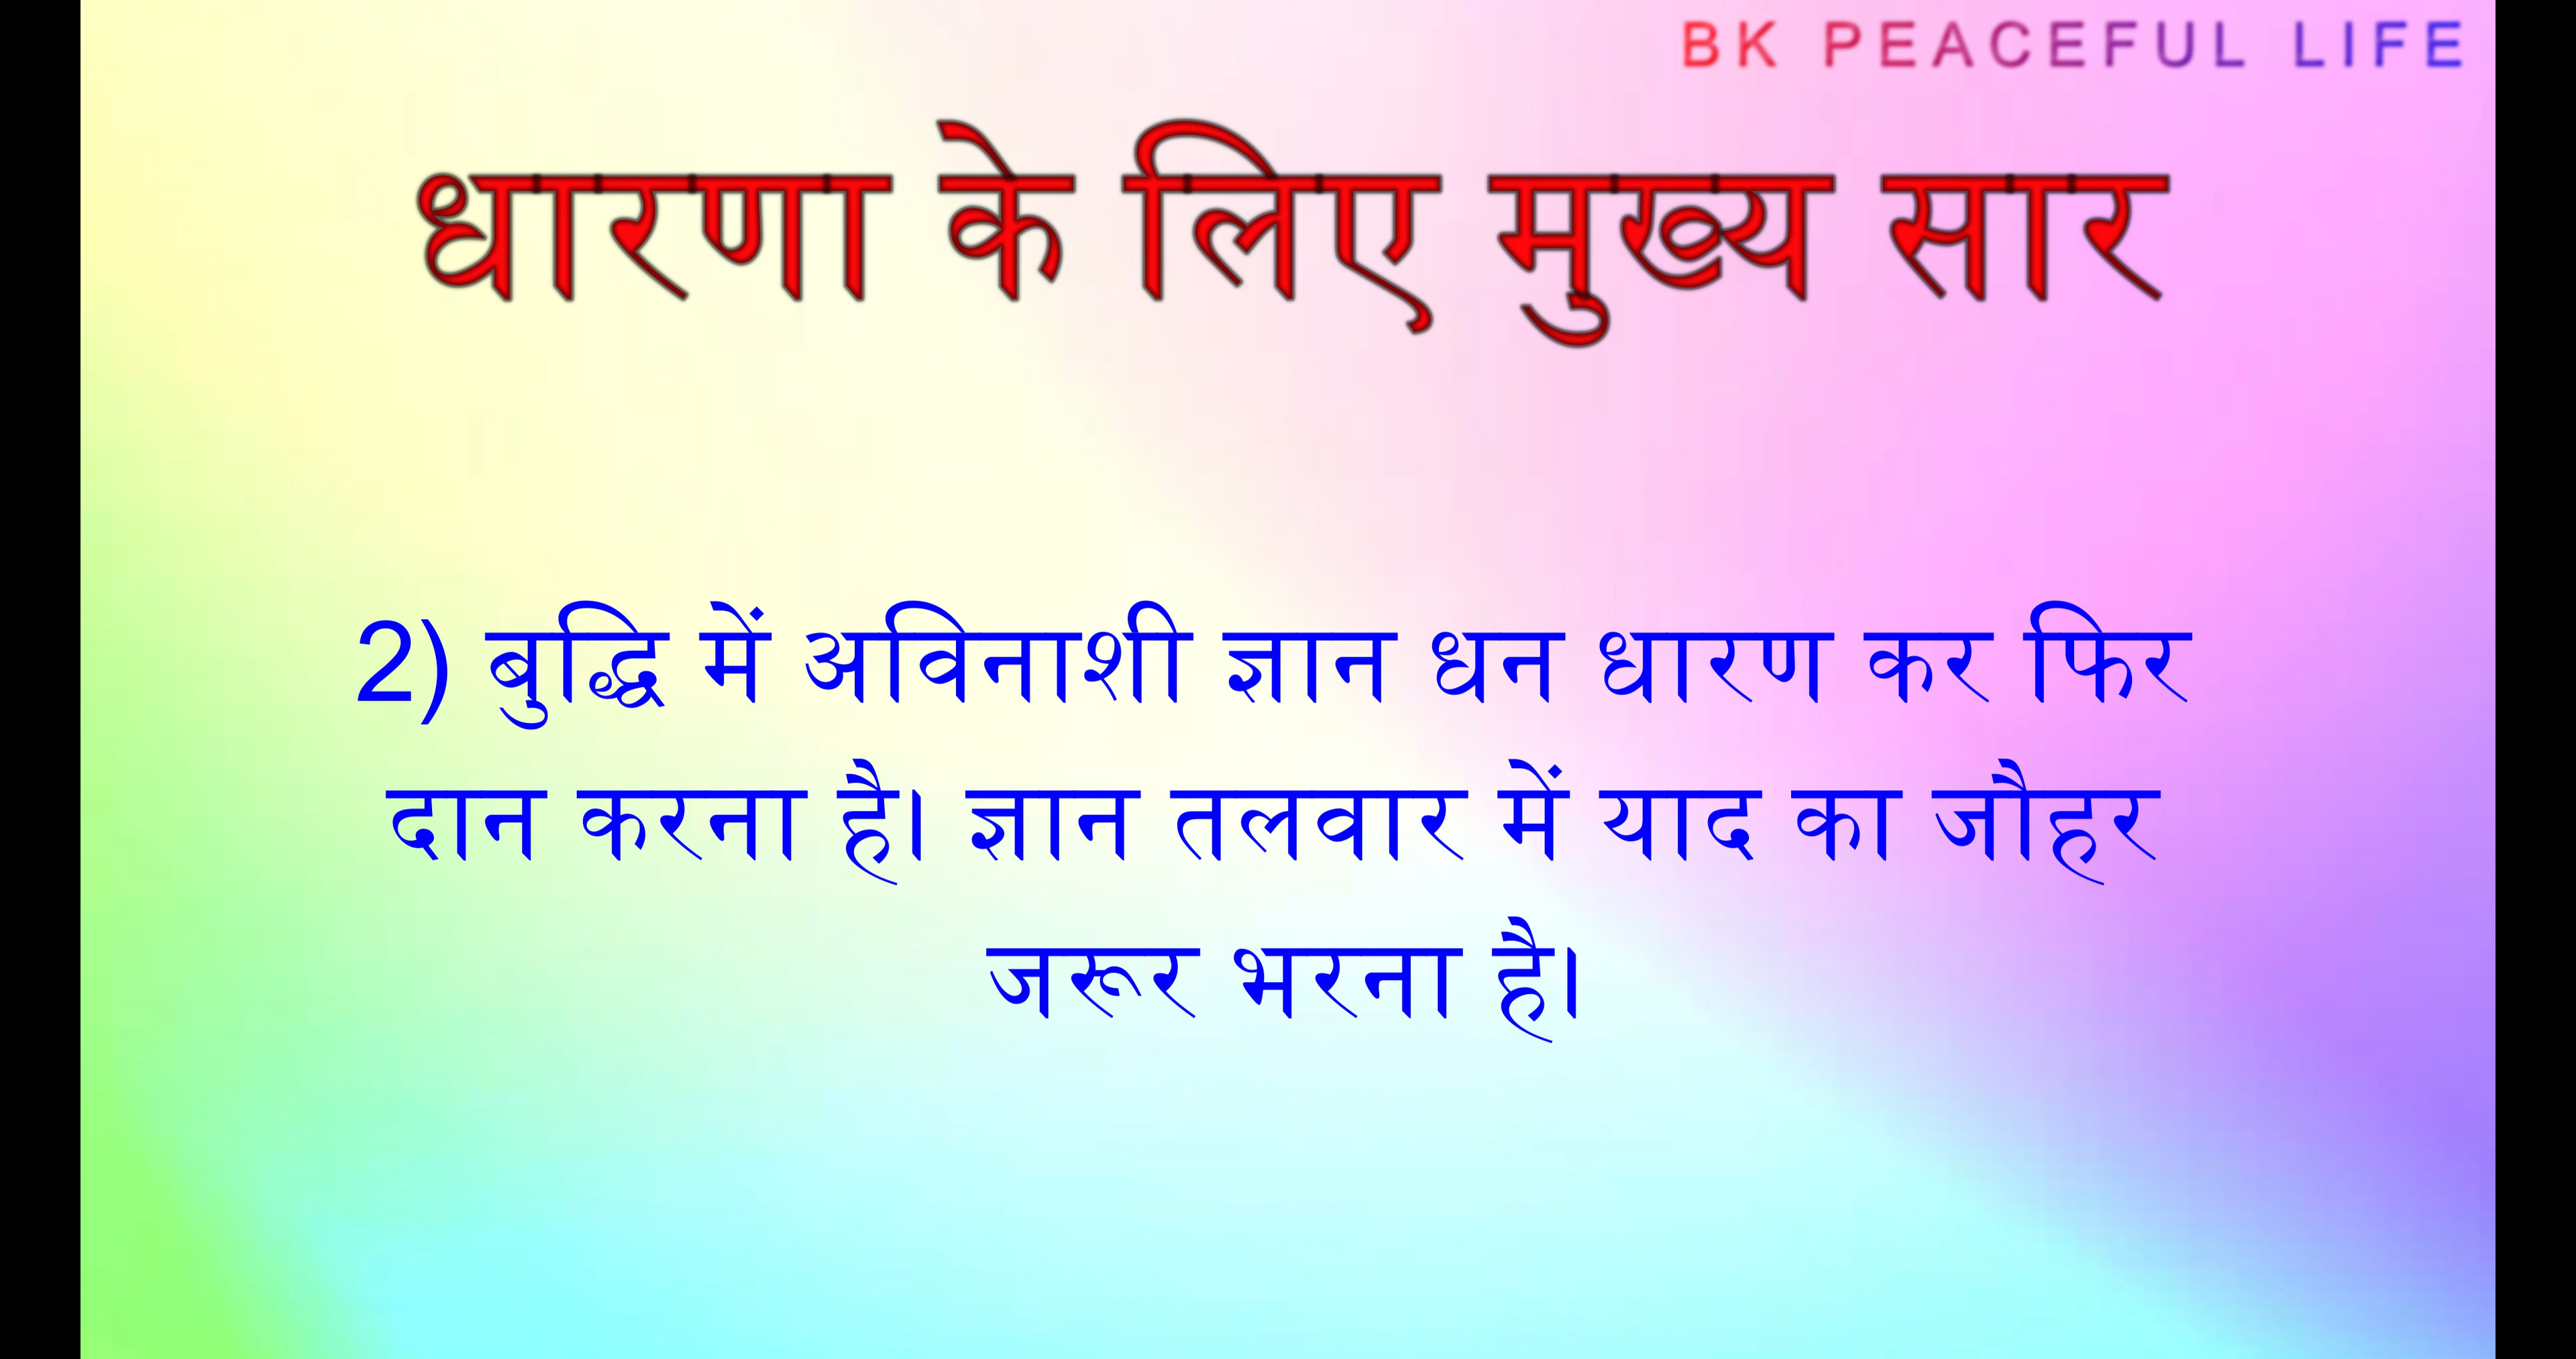 BK PEACEFUL LIFE
धारणा के लिए मुख्य सार
2) बुद्धि में अविनाशी ज्ञान धन धारण कर फिर
दान करना है। ज्ञान तलवार में याद का जौहर
जरूर भरना है।